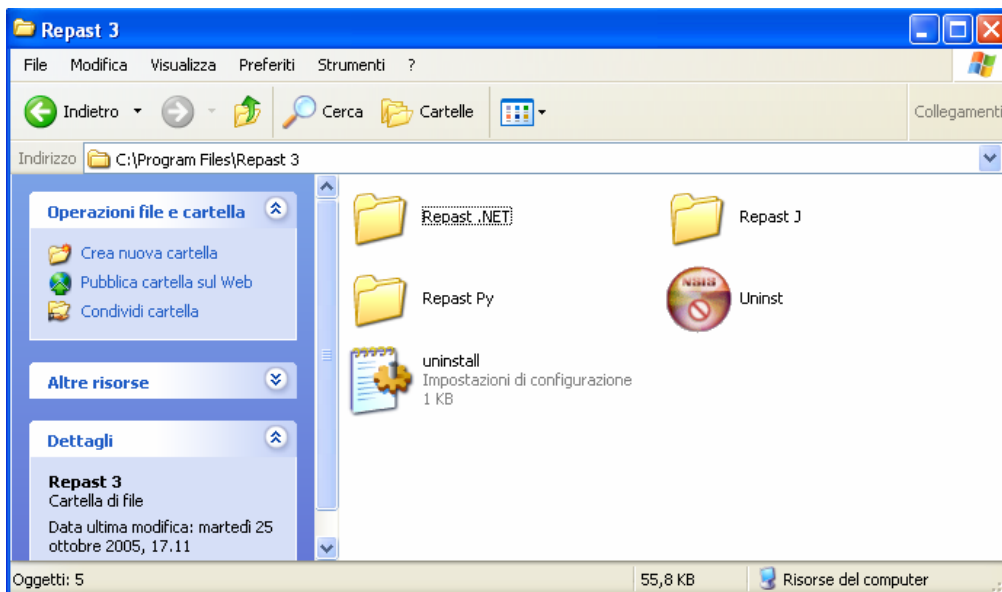 Repast 3
File Modifica Visualizza Preferiti Strumenti ?
Indietro Cerca Cartelle Collegamenti
Indirizzo C:\Program Files\Repast 3
Operazioni file e cartella
Crea nuova cartella
Pubblica cartella sul Web
Condividi cartella
Altre risorse
Dettagli
Repast 3
Cartella di file
Data ultima modifica: martedì 25
ottobre 2005, 17.11
Repast .NET
Repast J
Repast Py
NSIS
Uninst
uninstall
Impostazioni di configurazione
1 KB
Oggetti: 5 55,8 KB Risorse del computer